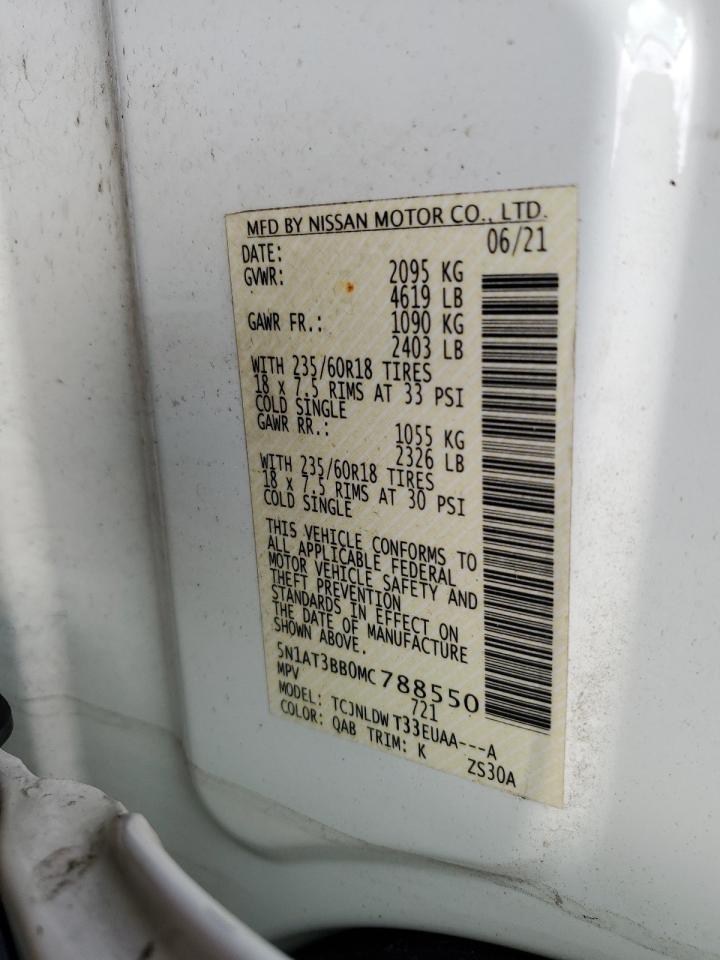 MFD BY NISSAN MOTOR CO., LTD.
DATE: 06/21
GVWR: 2095 KG
4619 LB
GAWR FR.: 1090 KG
2403 LB
WITH 235/60R18 TIRES
18 x 7.5 RIMS AT 33 PSI
COLD SINGLE
GAWR RR.: 1055 KG
2326 LB
WITH 235/60R18 TIRES
18 x 7.5 RIMS AT 30 PSI
COLD SINGLE
THIS VEHICLE CONFORMS TO
ALL APPLICABLE FEDERAL
MOTOR VEHICLE SAFETY AND
THEFT PREVENTION
STANDARDS IN EFFECT ON
THE DATE OF MANUFACTURE
SHOWN ABOVE.
5N1AT3BB0MC788550
MPV 721
MODEL: TCJNLDW T33EUAA---A
COLOR: QAB TRIM: K ZS30A